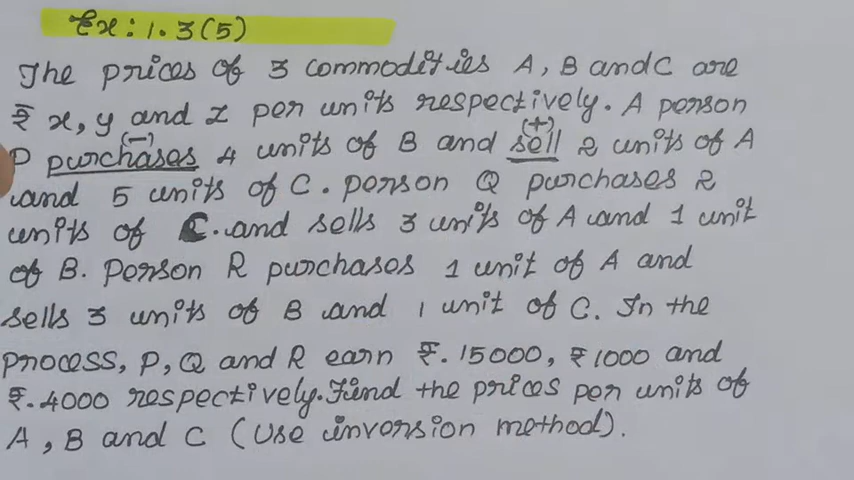 Ex: 1.3(5)
The prices of 3 commodities A, B and C are
₹ x, y and z per units respectively. A person
(-) (+)
P purchases 4 units of B and sell 2 units of A
and 5 units of C. person Q purchases 2
units of C. and sells 3 units of A and 1 unit
of B. Person R purchases 1 unit of A and
sells 3 units of B and 1 unit of C. In the
process, P, Q and R earn ₹. 15000, ₹ 1000 and
₹. 4000 respectively. Find the prices per units of
A, B and C (Use inversion method).